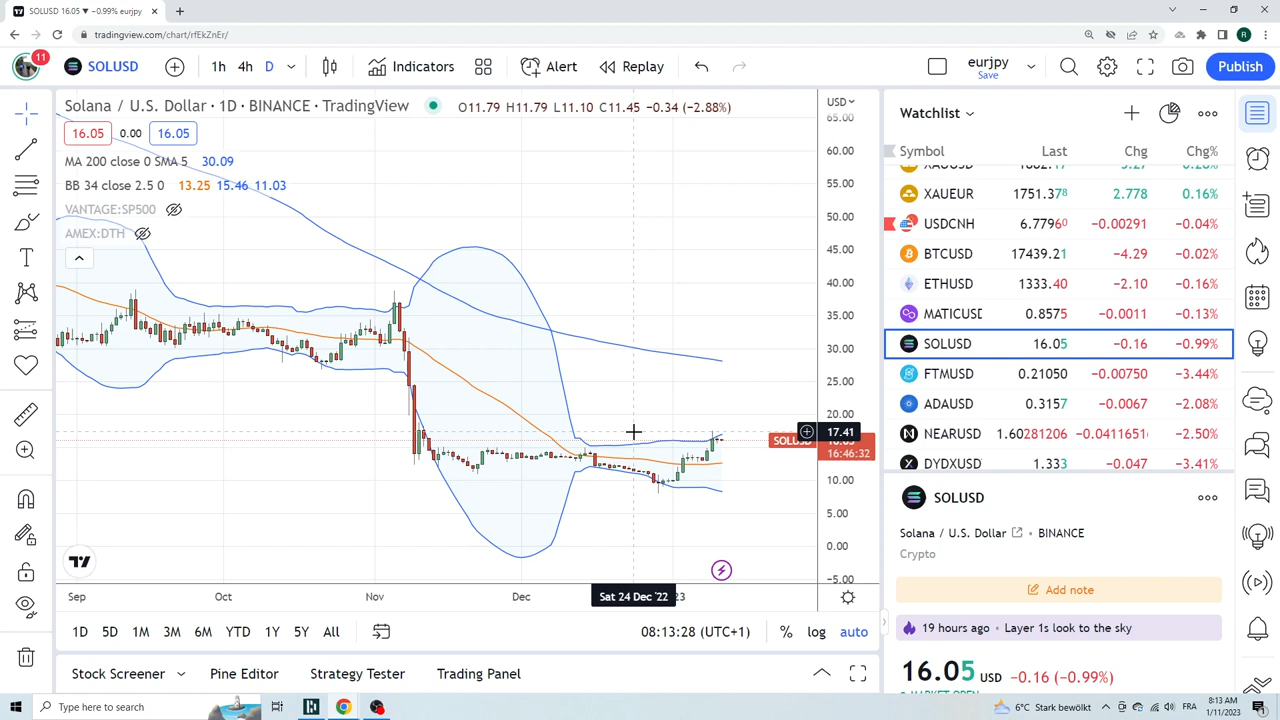 SOLUSD 16.05 ▼ −0.99% eurjpy
tradingview.com/chart/rfEkZnEr/
11
SOLUSD
1h 4h D
Indicators
Alert
Replay
eurjpy
Save
Publish
Solana / U.S. Dollar · 1D · BINANCE · TradingView
O11.79 H11.79 L11.10 C11.45 −0.34 (−2.88%)
16.05 0.00 16.05
MA 200 close 0 SMA 5 30.09
BB 34 close 2.5 0 13.25 15.46 11.03
VANTAGE:SP500
AMEX:DTH
USD
65.00
60.00
55.00
50.00
45.00
40.00
35.00
30.00
25.00
20.00
17.41
16:46:32
10.00
5.00
0.00
−5.00
Sep Oct Nov Dec Sat 24 Dec '22
1D 5D 1M 3M 6M YTD 1Y 5Y All
08:13:28 (UTC+1) % log auto
Stock Screener Pine Editor Strategy Tester Trading Panel
Watchlist
Symbol Last Chg Chg%
XAUEUR 1751.378 2.778 0.16%
USDCNH 6.77960 −0.00291 −0.04%
BTCUSD 17439.21 −4.29 −0.02%
ETHUSD 1333.40 −2.10 −0.16%
MATICUSD 0.8575 −0.0011 −0.13%
SOLUSD 16.05 −0.16 −0.99%
FTMUSD 0.21050 −0.00750 −3.44%
ADAUSD 0.3157 −0.0067 −2.08%
NEARUSD 1.60281206 −0.0411651 −2.50%
DYDXUSD 1.333 −0.047 −3.41%
SOLUSD
Solana / U.S. Dollar · BINANCE
Crypto
Add note
19 hours ago · Layer 1s look to the sky
16.05 USD −0.16 (−0.99%)
Type here to search
6°C Stark bewölkt
FRA
8:13 AM
1/11/2023